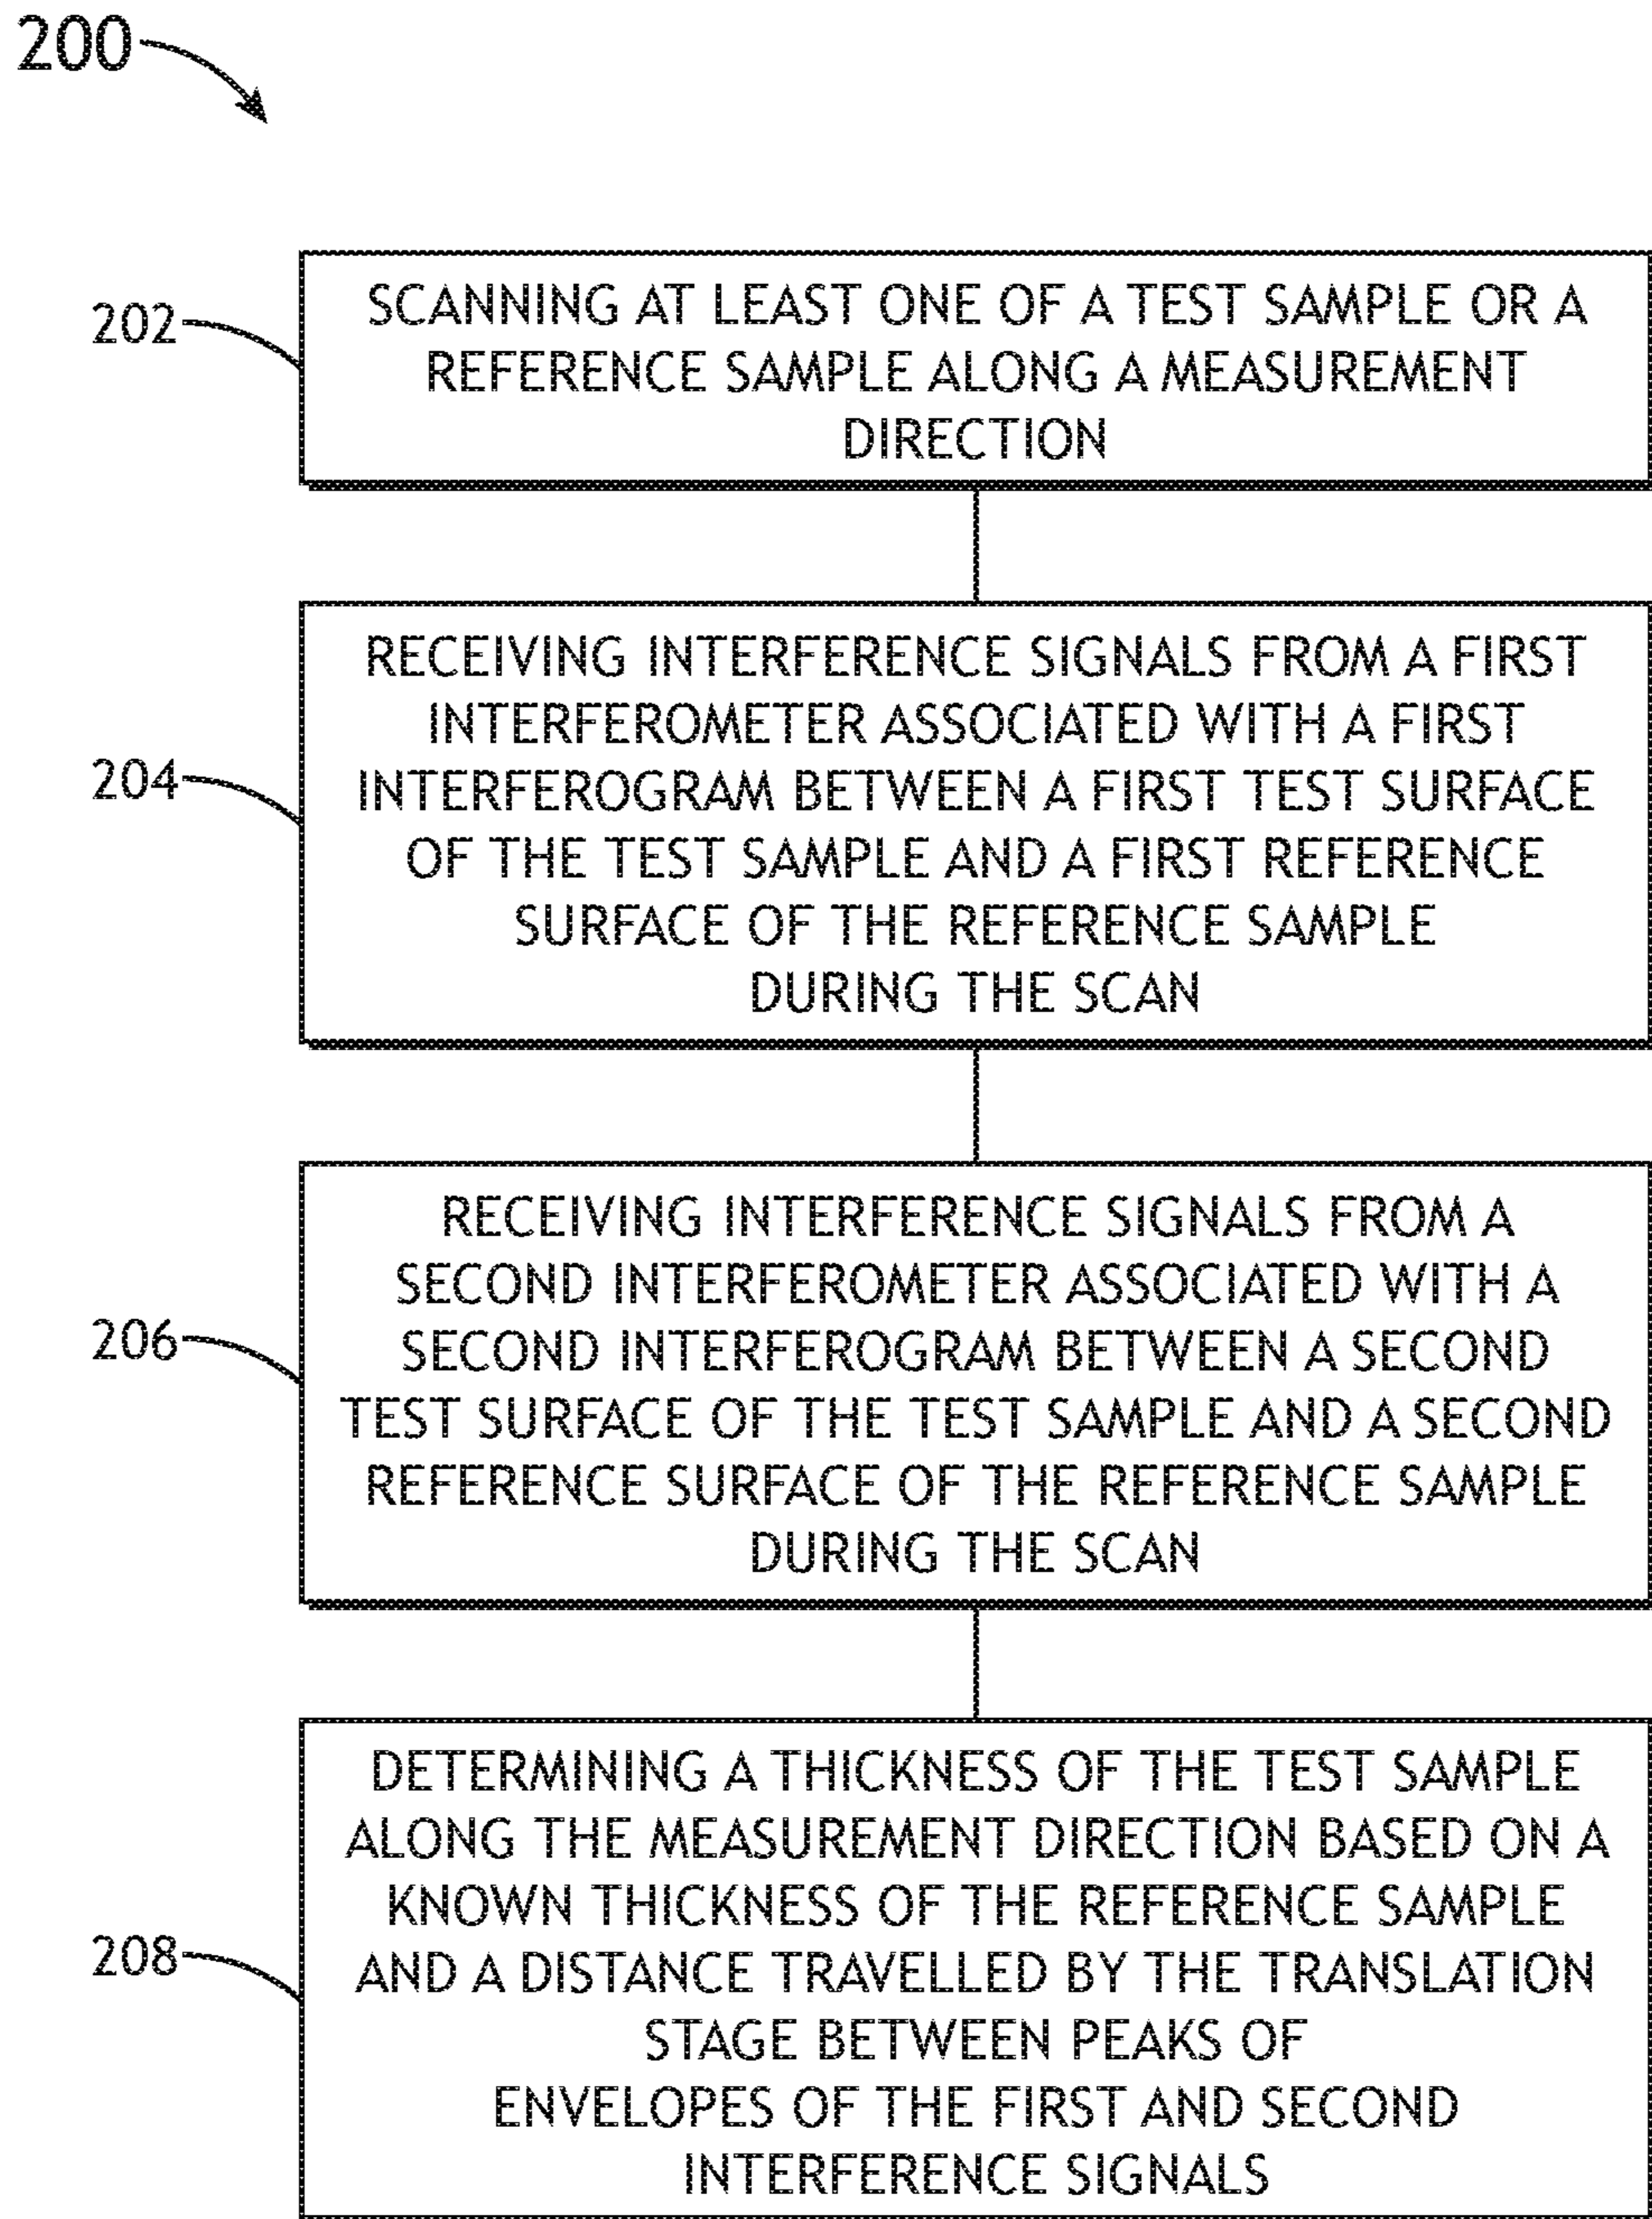 200
202
SCANNING AT LEAST ONE OF A TEST SAMPLE OR A
REFERENCE SAMPLE ALONG A MEASUREMENT
DIRECTION
204
RECEIVING INTERFERENCE SIGNALS FROM A FIRST
INTERFEROMETER ASSOCIATED WITH A FIRST
INTERFEROGRAM BETWEEN A FIRST TEST SURFACE
OF THE TEST SAMPLE AND A FIRST REFERENCE
SURFACE OF THE REFERENCE SAMPLE
DURING THE SCAN
206
RECEIVING INTERFERENCE SIGNALS FROM A
SECOND INTERFEROMETER ASSOCIATED WITH A
SECOND INTERFEROGRAM BETWEEN A SECOND
TEST SURFACE OF THE TEST SAMPLE AND A SECOND
REFERENCE SURFACE OF THE REFERENCE SAMPLE
DURING THE SCAN
208
DETERMINING A THICKNESS OF THE TEST SAMPLE
ALONG THE MEASUREMENT DIRECTION BASED ON A
KNOWN THICKNESS OF THE REFERENCE SAMPLE
AND A DISTANCE TRAVELLED BY THE TRANSLATION
STAGE BETWEEN PEAKS OF
ENVELOPES OF THE FIRST AND SECOND
INTERFERENCE SIGNALS